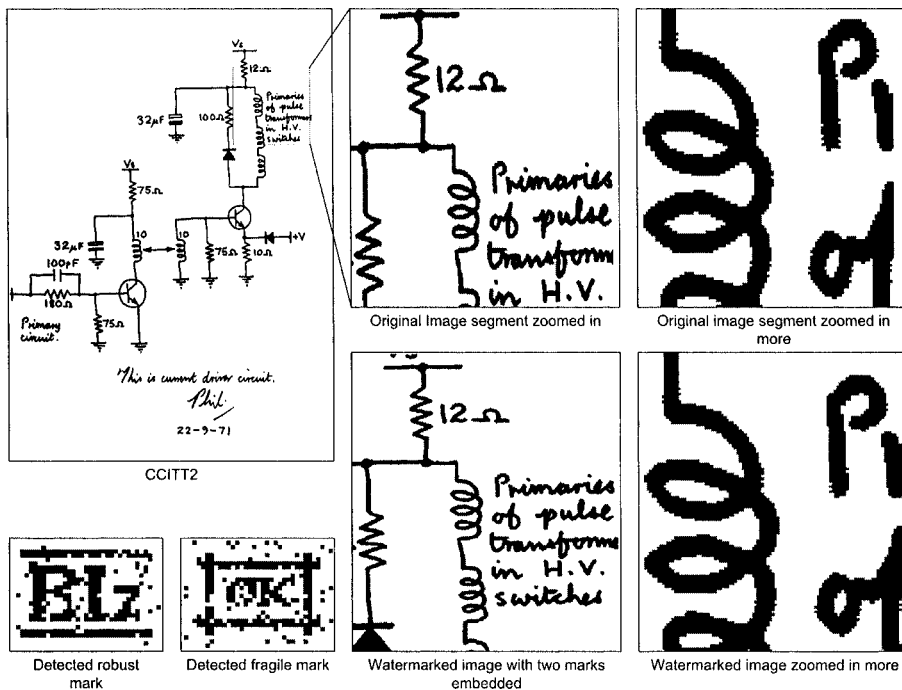 Vs
12Ω
32μF
100Ω
Primaries
of pulse
transformers
in H.V.
switches
Vs
75Ω
32μF
10
10
75Ω
10Ω
+V
100pF
180Ω
75Ω
Primary
circuit.
This is current driver circuit.
Phil.
22-9-71
CCITT2
12Ω
Primaries
of pulse
transform
in H.V.
Original Image segment zoomed in
Original image segment zoomed in
more
12Ω
Primaries
of pulse
transforme
in H.V.
switches
Watermarked image with two marks
embedded
Watermarked image zoomed in more
BLz
Detected robust
mark
OK
Detected fragile mark